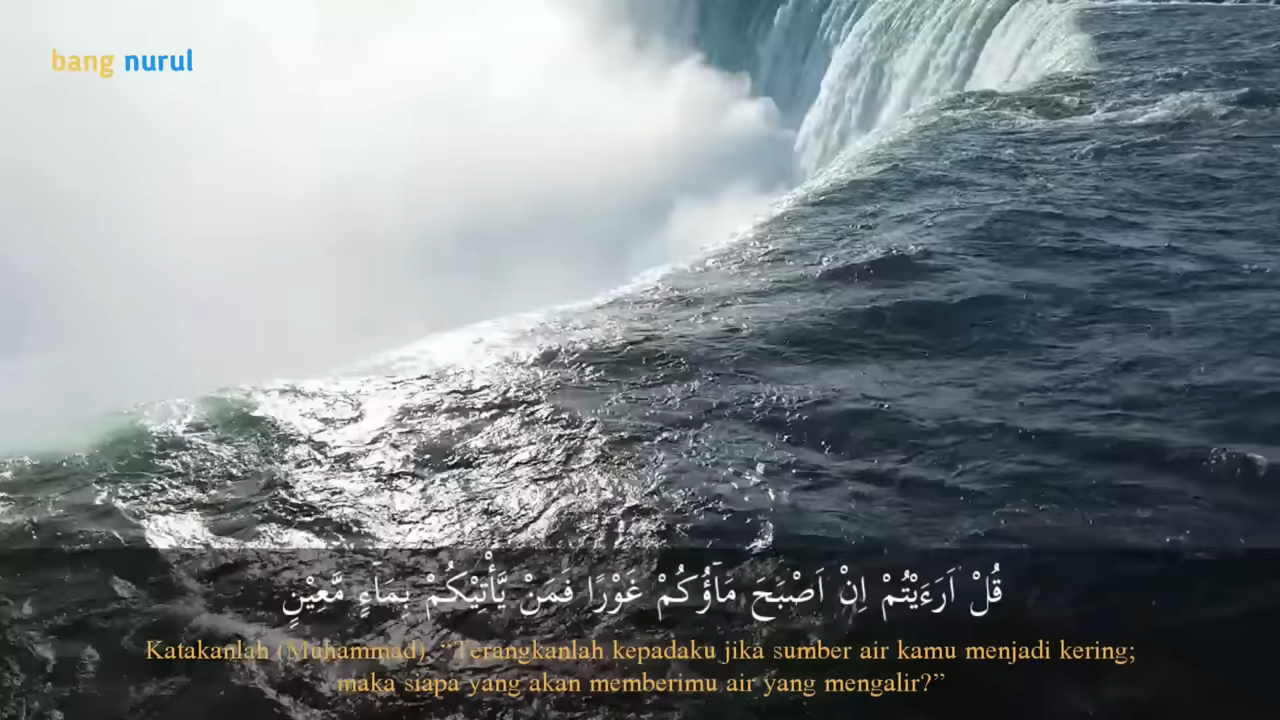 bang nurul
قُلْ اَرَءَيْتُمْ اِنْ اَصْبَحَ مَاۤؤُكُمْ غَوْرًا فَمَنْ يَّأْتِيْكُمْ بِمَاۤءٍ مَّعِيْنٍ
Katakanlah (Muhammad), “Terangkanlah kepadaku jika sumber air kamu menjadi kering;
maka siapa yang akan memberimu air yang mengalir?”